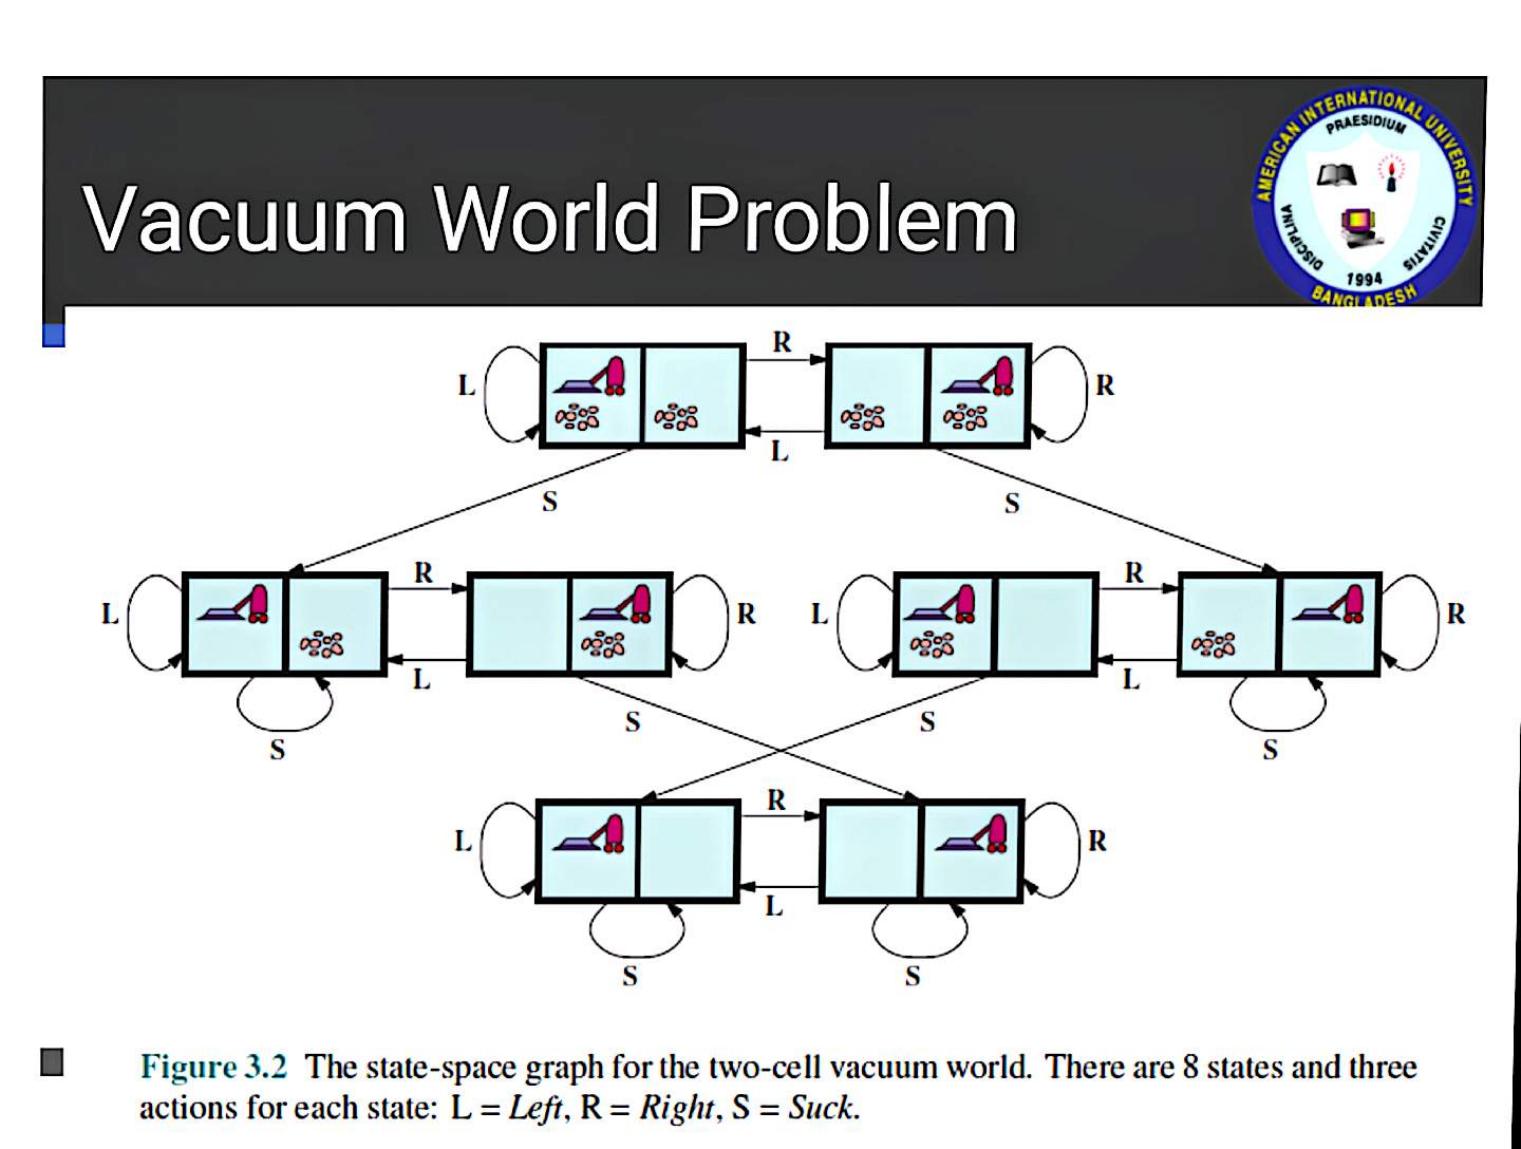 Vacuum World Problem
AMERICAN INTERNATIONAL UNIVERSITY
PRAESIDIUM
DISCIPLINA
CIVITATIS
1994
BANGLADESH
R
L
R
L
S
S
R
R
L
R
L
R
L
L
S
S
S
S
R
L
R
L
S
S
Figure 3.2 The state-space graph for the two-cell vacuum world. There are 8 states and three
actions for each state: L = Left, R = Right, S = Suck.